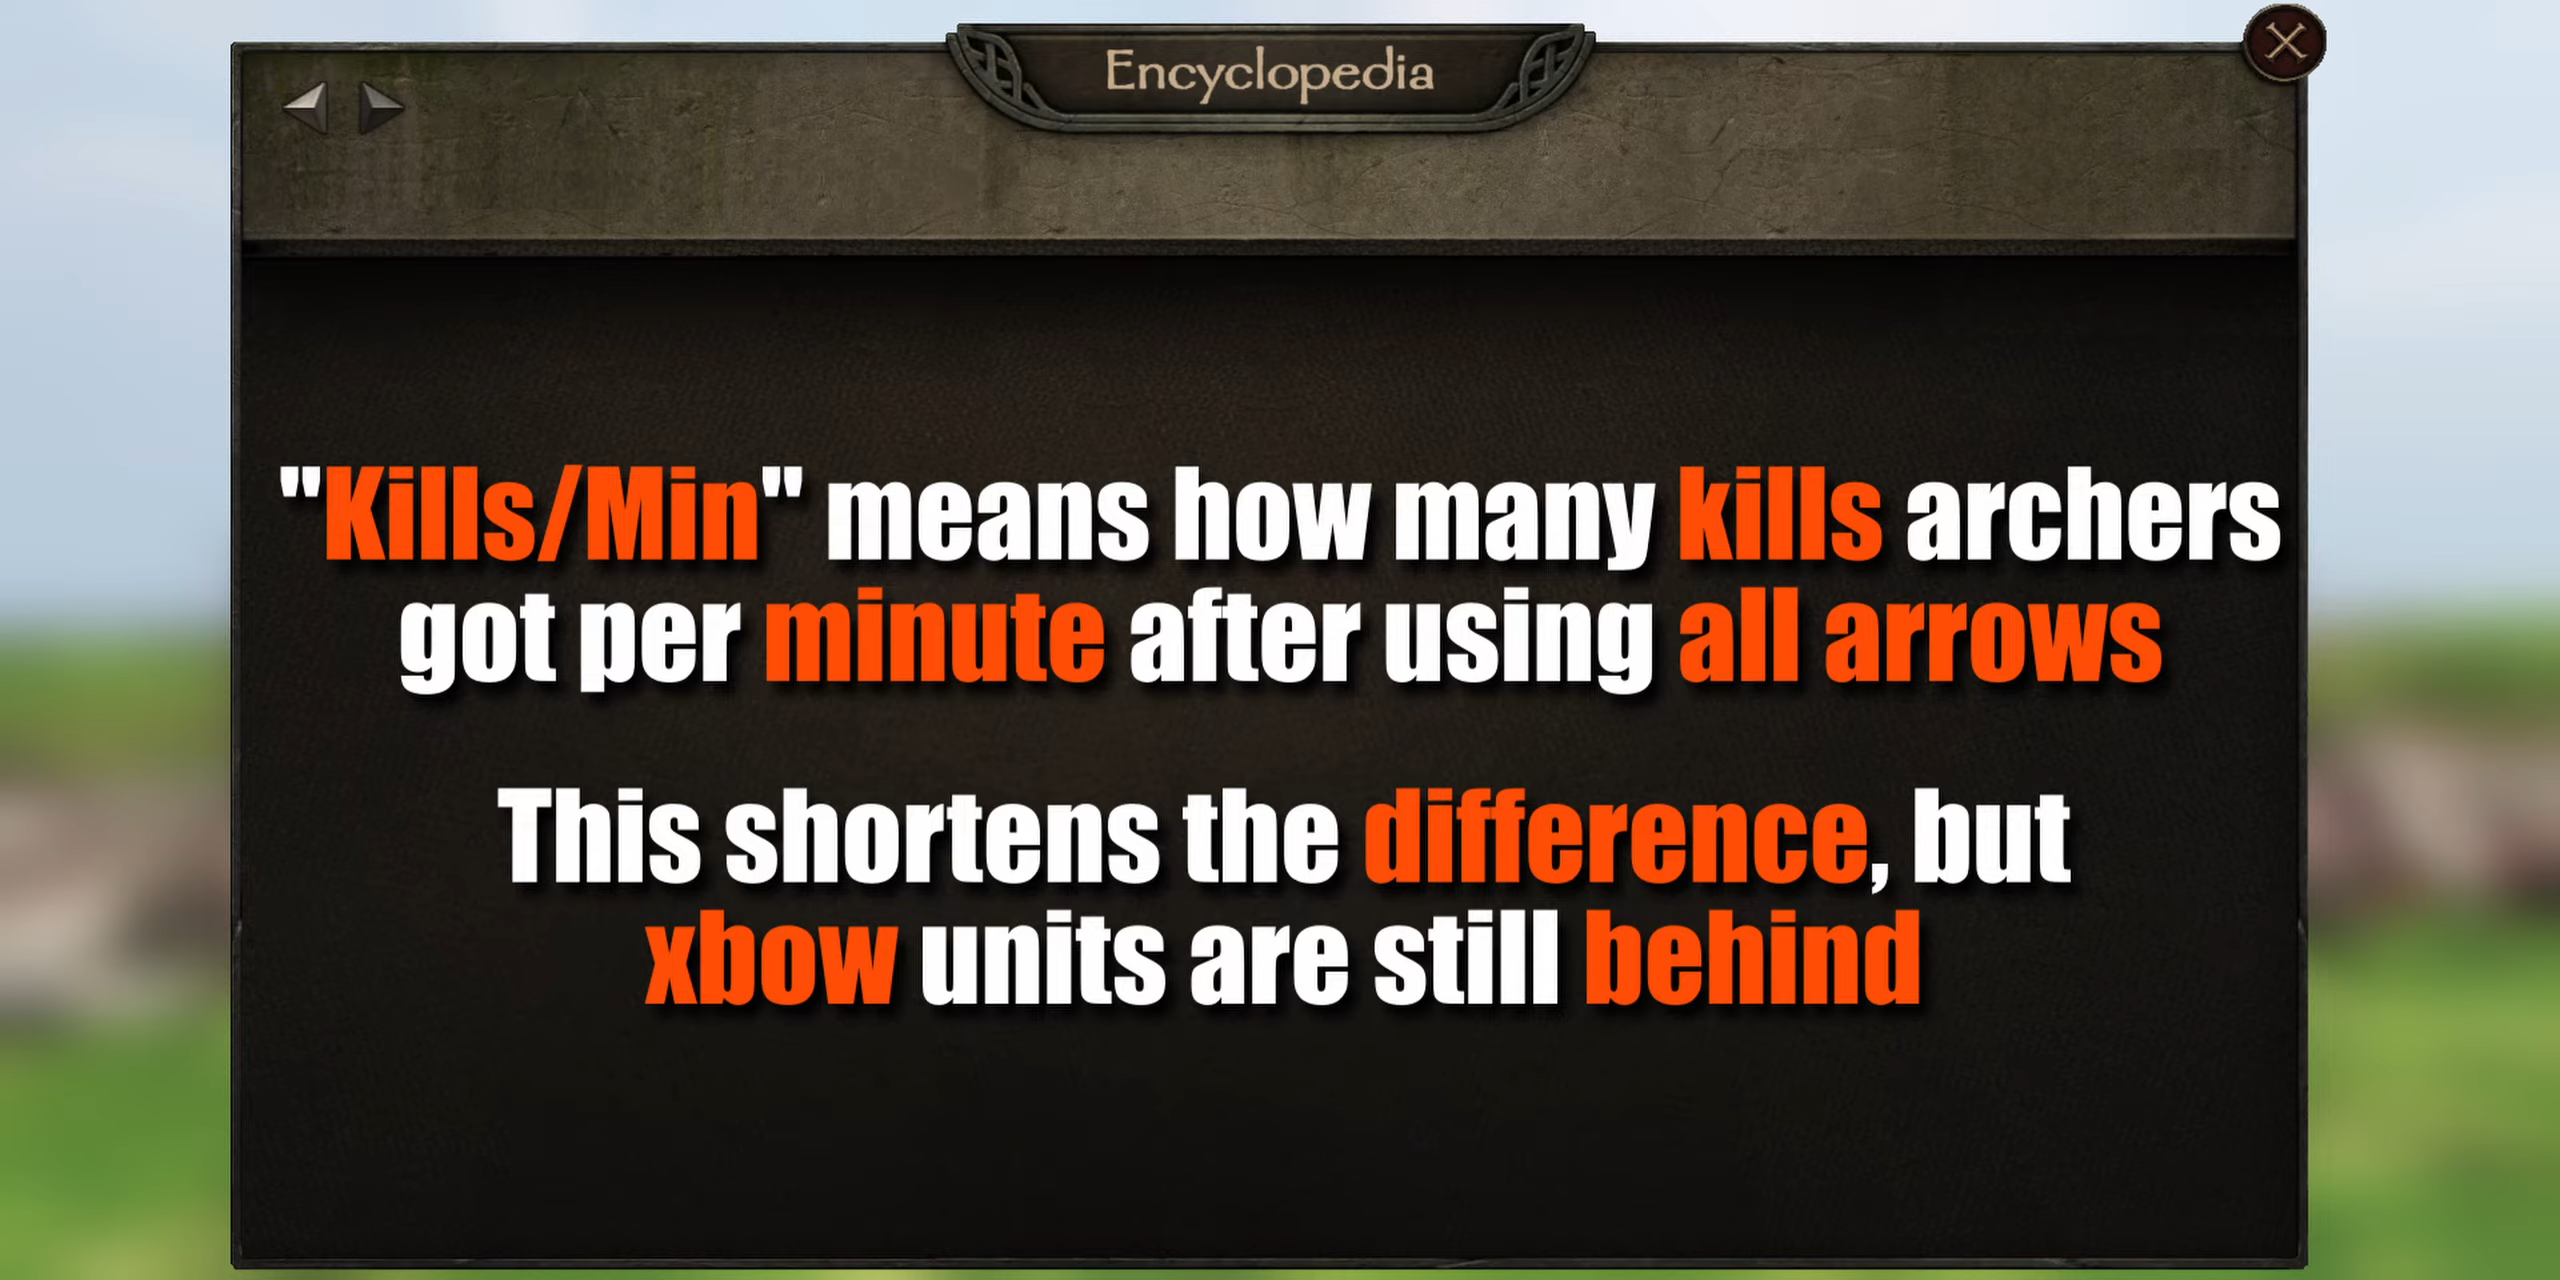 Encyclopedia
"Kills/Min" means how many kills archers
got per minute after using all arrows
This shortens the difference, but
xbow units are still behind